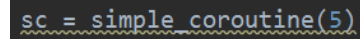 sc = simple_coroutine(5)